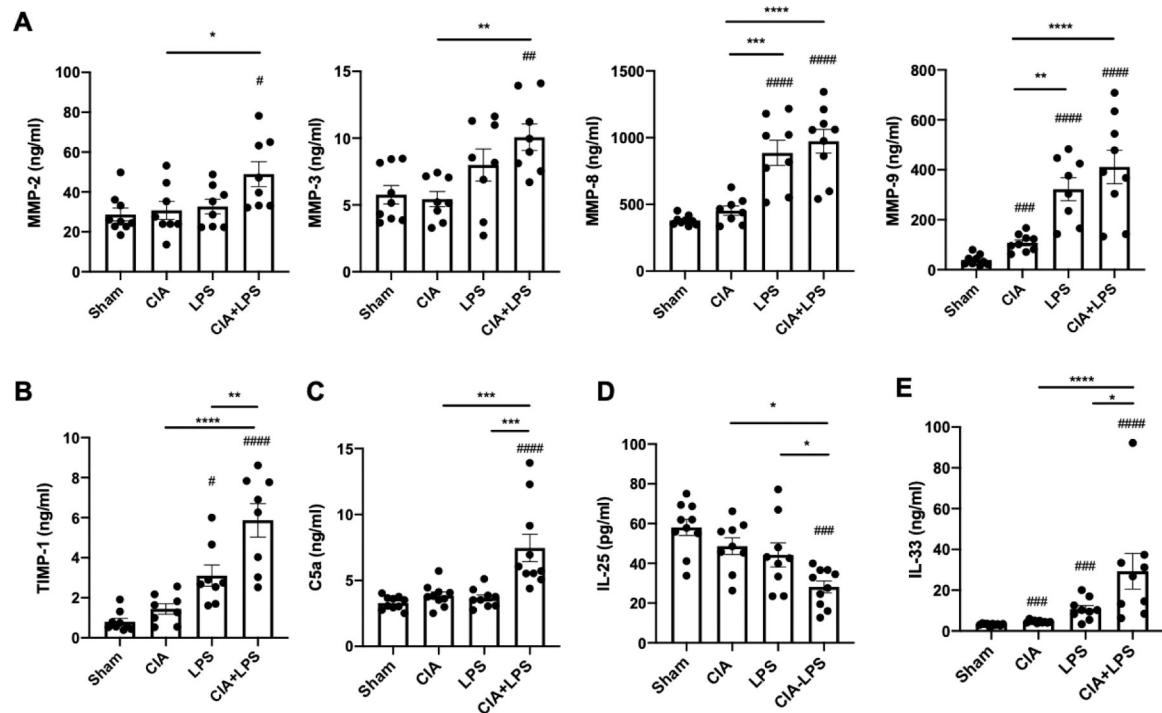 A
MMP-2 (ng/ml)
100
80
60
40
20
0
*
#
Sham
CIA
LPS
CIA+LPS
MMP-3 (ng/ml)
15
10
5
0
**
##
Sham
CIA
LPS
CIA+LPS
MMP-8 (ng/ml)
1500
1000
500
0
****
***
####
####
Sham
CIA
LPS
CIA+LPS
MMP-9 (ng/ml)
800
600
400
200
0
****
**
###
####
####
Sham
CIA
LPS
CIA+LPS
B
TIMP-1 (ng/ml)
10
8
6
4
2
0
**
****
#
####
Sham
CIA
LPS
CIA+LPS
C
C5a (ng/ml)
15
10
5
0
***
***
####
Sham
CIA
LPS
CIA+LPS
D
IL-25 (pg/ml)
100
80
60
40
20
0
*
*
###
Sham
CIA
LPS
CIA-LPS
E
IL-33 (ng/ml)
100
80
60
40
20
0
****
*
###
###
####
Sham
CIA
LPS
CIA+LPS